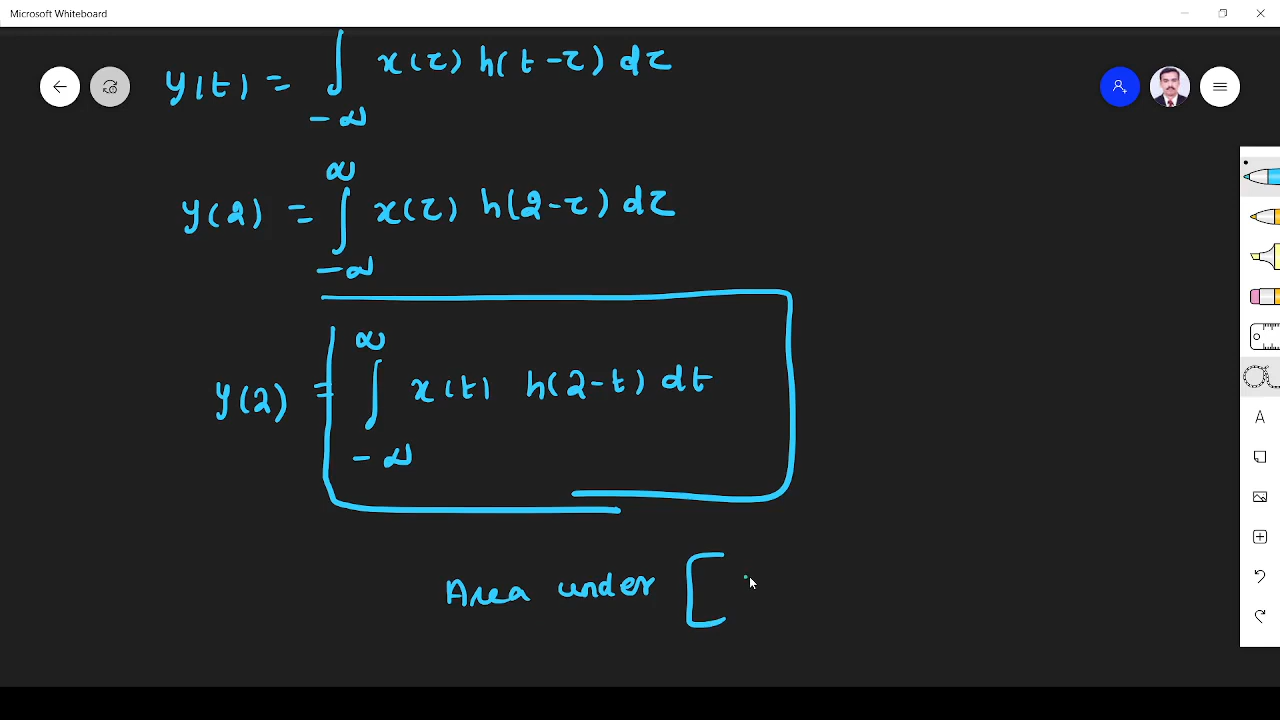 Microsoft Whiteboard
y(t) = ∫_{-∞} x(τ) h(t-τ) dτ
y(2) = ∫_{-∞}^{∞} x(τ) h(2-τ) dτ
y(2) = ∫_{-∞}^{∞} x(t) h(2-t) dt
Area under [
A